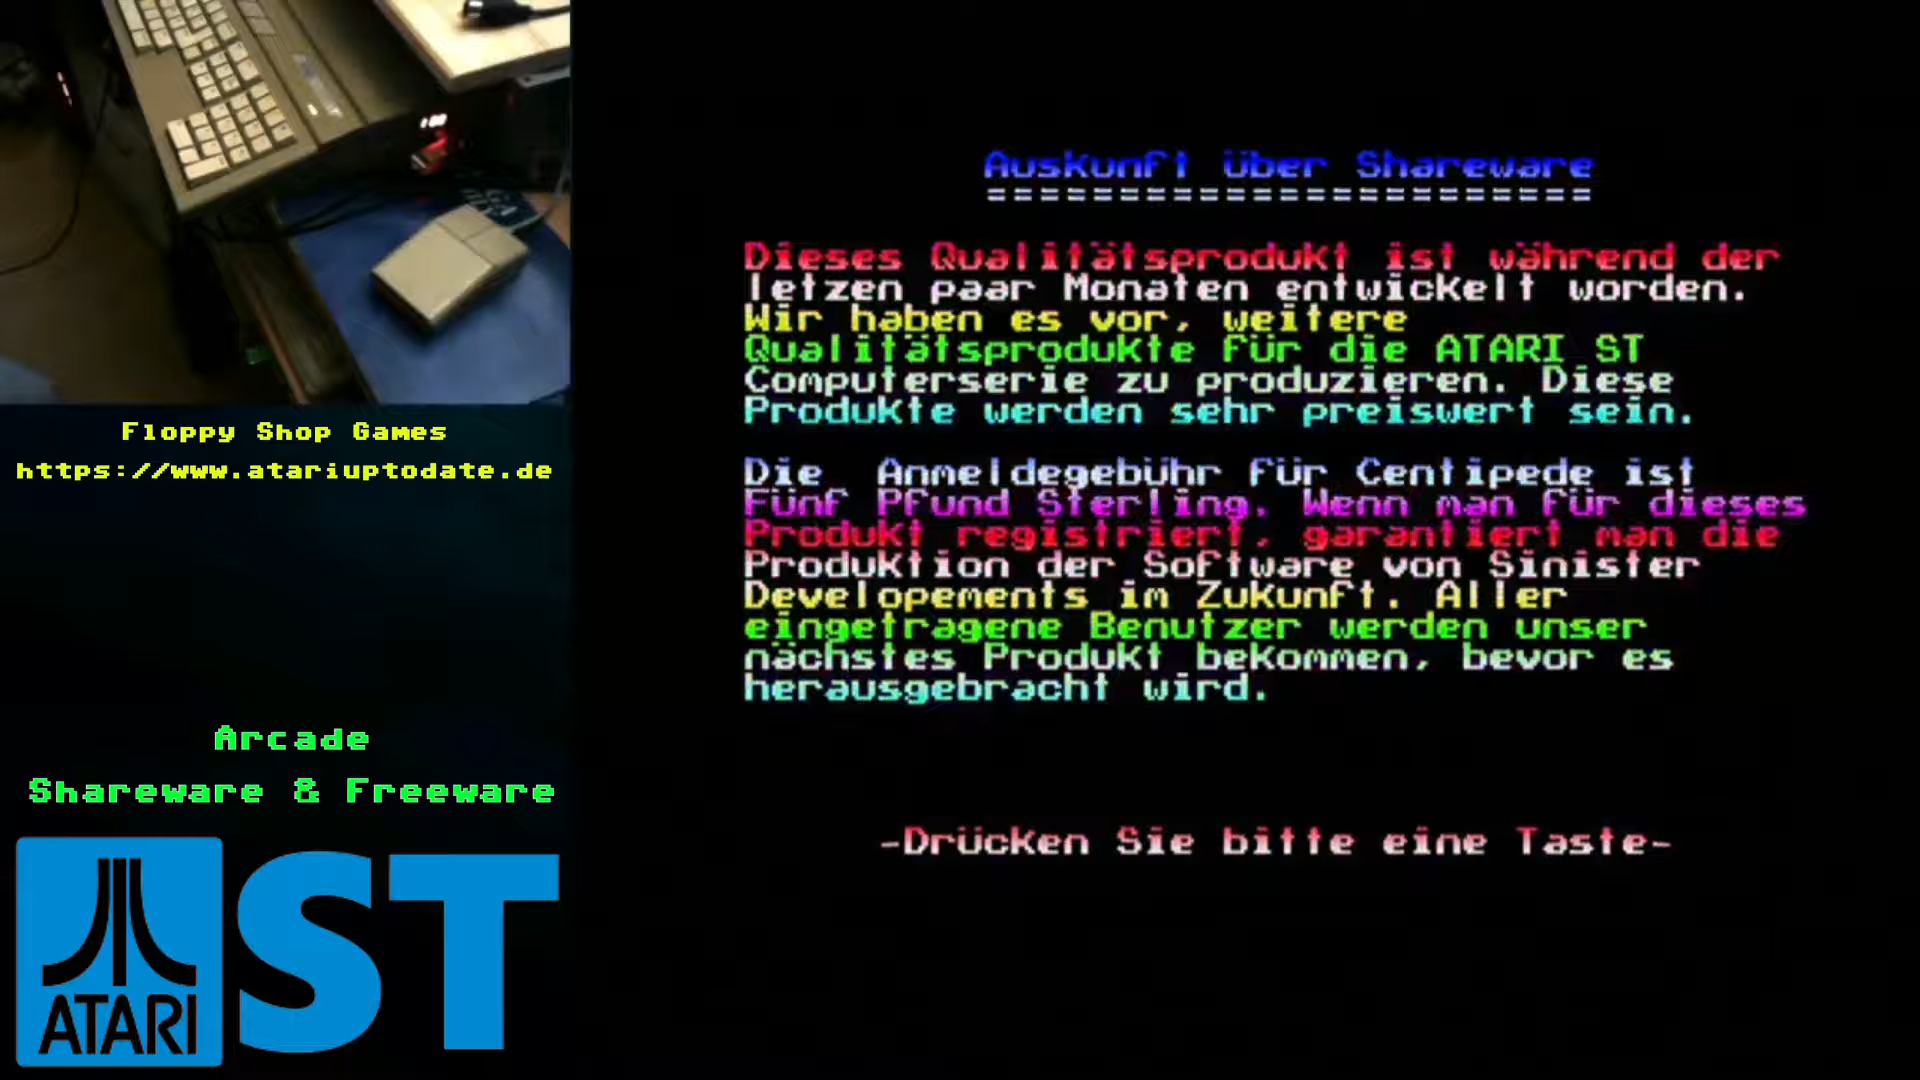 Auskunft über Shareware
=======================
Dieses Qualitätsprodukt ist während der
letzen paar Monaten entwickelt worden.
Wir haben es vor, weitere
Qualitätsprodukte für die ATARI ST
Computerserie zu produzieren. Diese
Produkte werden sehr preiswert sein.
Die  Anmeldegebühr für Centipede ist
Fünf Pfund Sterling. Wenn man für dieses
Produkt registriert, garantiert man die
Produktion der Software von Sinister
Developements im Zukunft. Aller
eingetragene Benutzer werden unser
nächstes Produkt bekommen, bevor es
herausgebracht wird.
-Drücken Sie bitte eine Taste-
Floppy Shop Games
https://www.atariuptodate.de
Arcade
Shareware & Freeware
ATARI ST